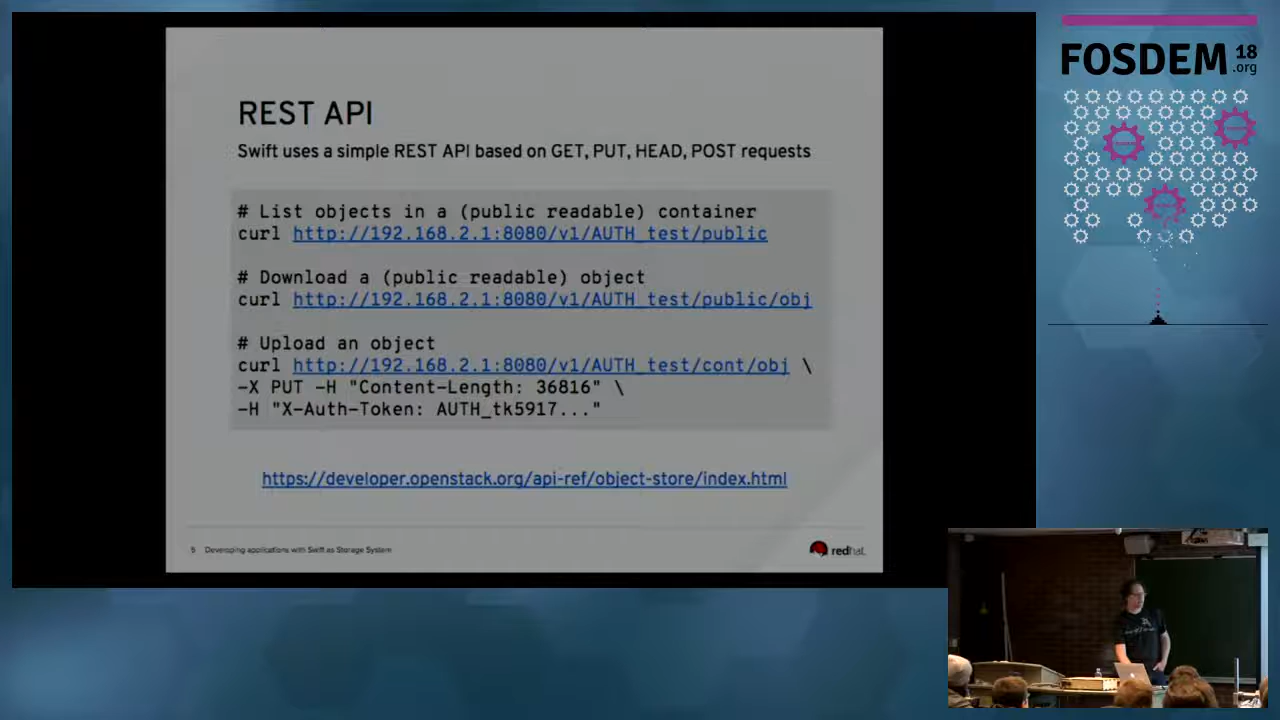 REST API
Swift uses a simple REST API based on GET, PUT, HEAD, POST requests
# List objects in a (public readable) container
curl http://192.168.2.1:8080/v1/AUTH_test/public
# Download a (public readable) object
curl http://192.168.2.1:8080/v1/AUTH_test/public/obj
# Upload an object
curl http://192.168.2.1:8080/v1/AUTH_test/cont/obj \
-X PUT -H "Content-Length: 36816" \
-H "X-Auth-Token: AUTH_tk5917..."
https://developer.openstack.org/api-ref/object-store/index.html
5 Developing applications with Swift as Storage System
redhat.
FOSDEM 18
.org